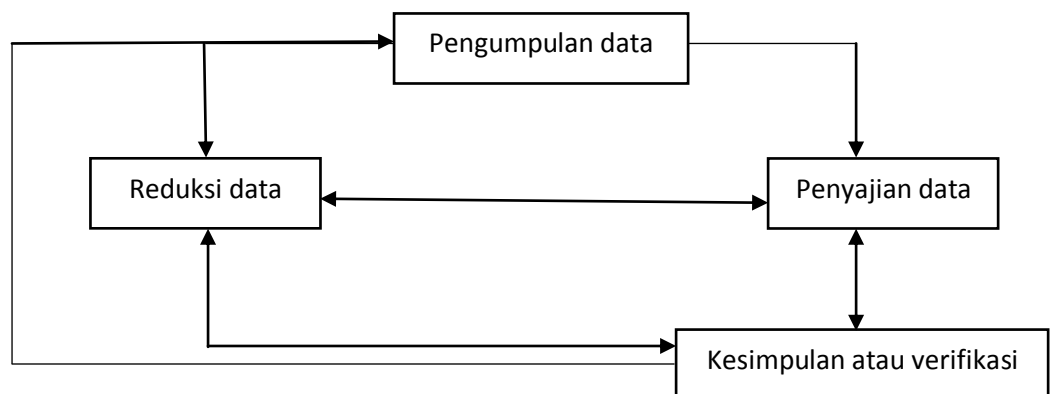 Pengumpulan data
Reduksi data
Penyajian data
Kesimpulan atau verifikasi